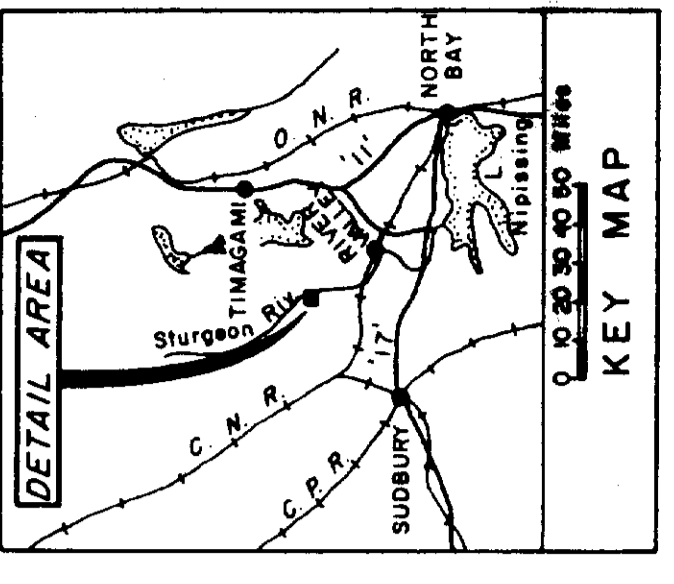 DETAIL AREA
Sturgeon Riv.
TIMAGAMI
RIVER
VALLEY
O. N. R.
'11'
NORTH
BAY
L.
Nipissing
C. N. R.
C. P. R.
'17'
SUDBURY
0 10 20 30 40 50 Miles
KEY MAP